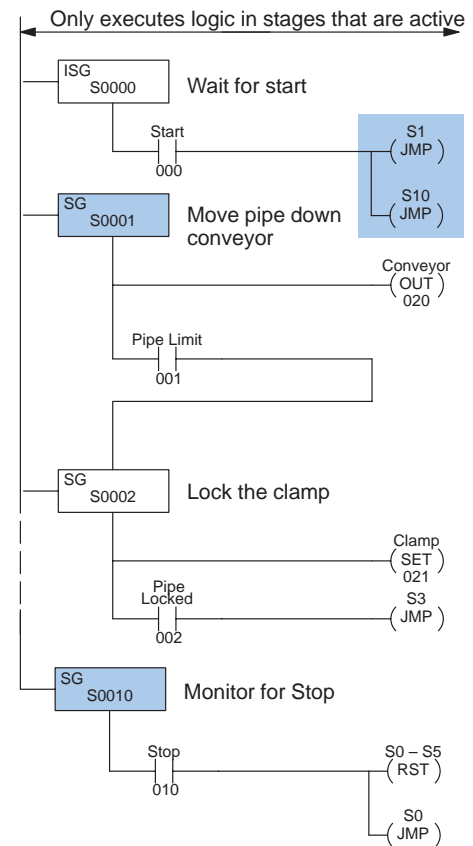 Only executes logic in stages that are active
ISG
S0000
Wait for start
Start
000
S1
JMP
S10
JMP
SG
S0001
Move pipe down
conveyor
Conveyor
OUT
020
Pipe Limit
001
SG
S0002
Lock the clamp
Clamp
SET
021
Pipe
Locked
002
S3
JMP
SG
S0010
Monitor for Stop
Stop
010
S0 – S5
RST
S0
JMP